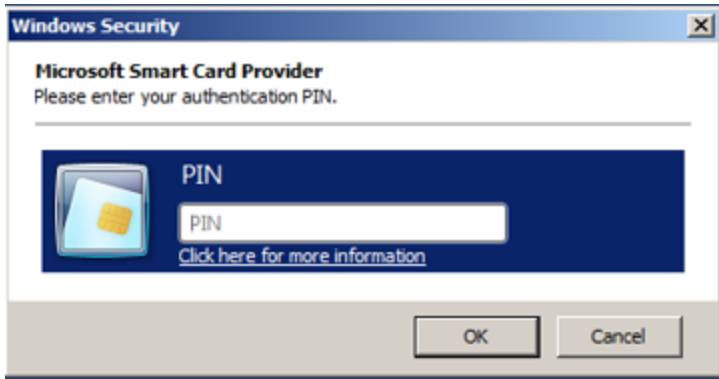 Windows Security
Microsoft Smart Card Provider
Please enter your authentication PIN.
PIN
PIN
Click here for more information
OK
Cancel